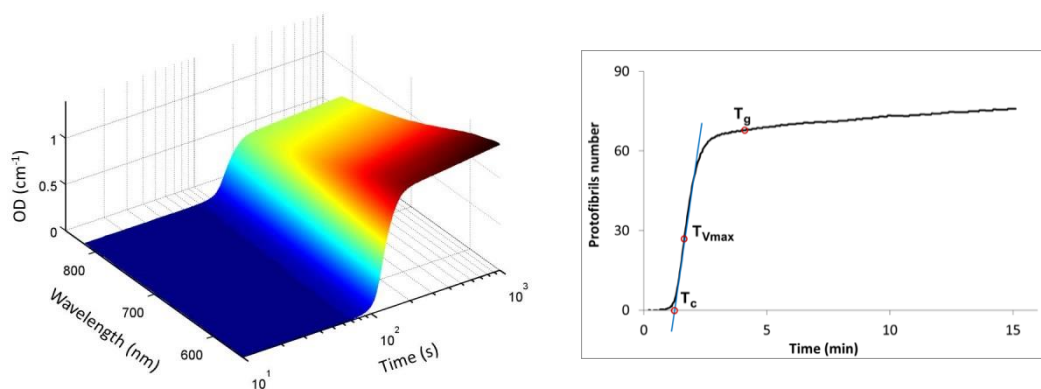 OD (cm⁻¹)
1
0.5
0
800
700
600
Wavelength (nm)
10¹
10²
10³
Time (s)
Protofibrils number
90
60
30
0
T_g
T_Vmax
T_c
0
5
10
15
Time (min)